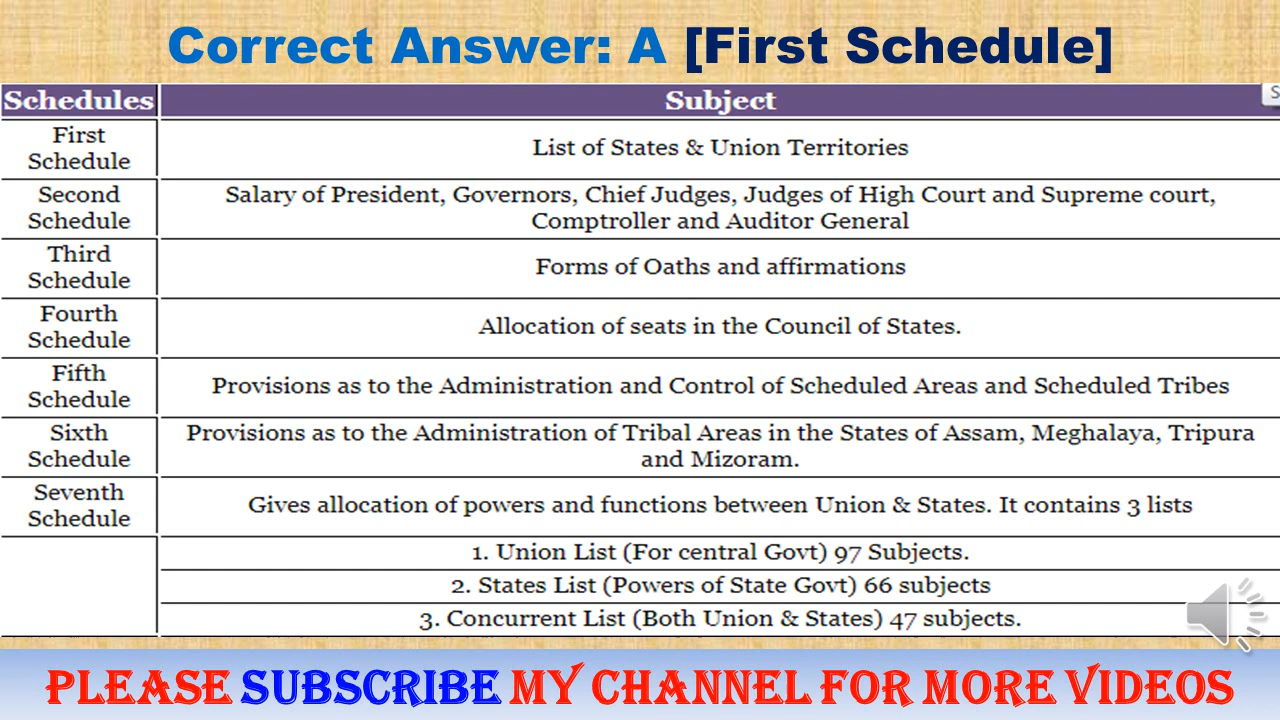 Correct Answer: A [First Schedule]
Schedules Subject
S
First
Schedule
List of States & Union Territories
Second
Schedule
Salary of President, Governors, Chief Judges, Judges of High Court and Supreme court,
Comptroller and Auditor General
Third
Schedule
Forms of Oaths and affirmations
Fourth
Schedule
Allocation of seats in the Council of States.
Fifth
Schedule
Provisions as to the Administration and Control of Scheduled Areas and Scheduled Tribes
Sixth
Schedule
Provisions as to the Administration of Tribal Areas in the States of Assam, Meghalaya, Tripura
and Mizoram.
Seventh
Schedule
Gives allocation of powers and functions between Union & States. It contains 3 lists
1. Union List (For central Govt) 97 Subjects.
2. States List (Powers of State Govt) 66 subjects
3. Concurrent List (Both Union & States) 47 subjects.
PLEASE SUBSCRIBE MY CHANNEL FOR MORE VIDEOS